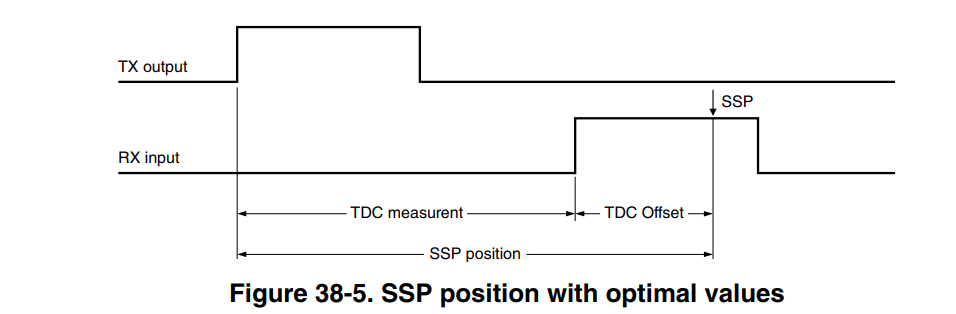 TX output
SSP
RX input
TDC measurent
TDC Offset
SSP position
Figure 38-5. SSP position with optimal values